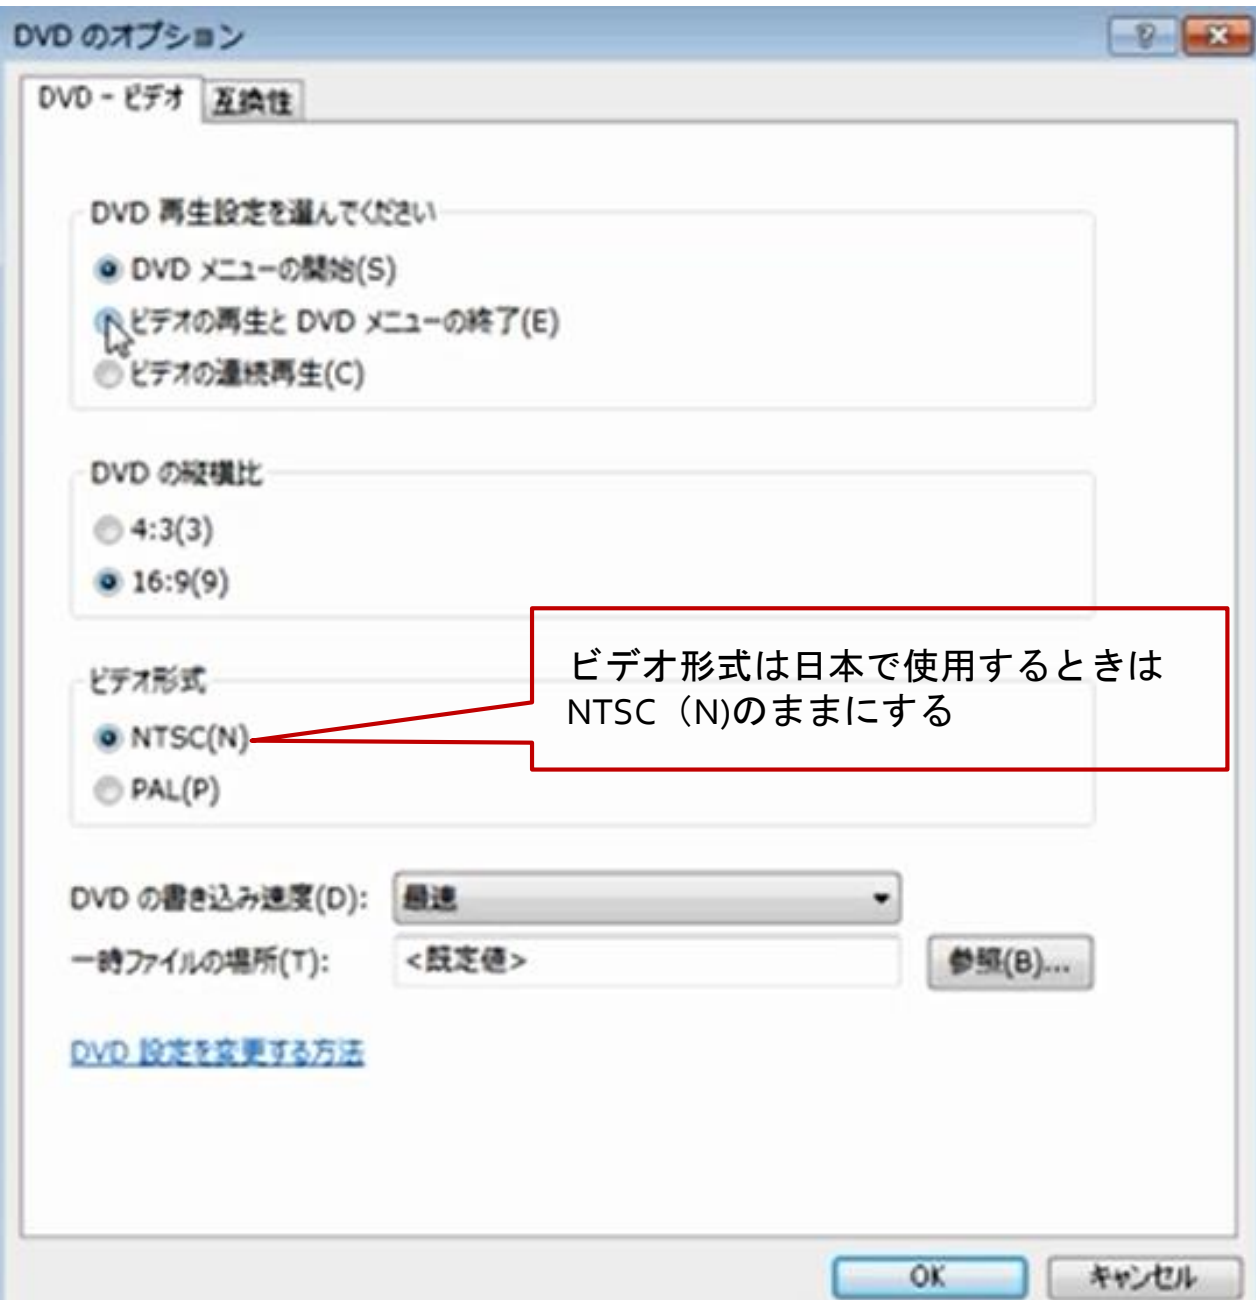 DVD のオプション
DVD - ビデオ
互換性
DVD 再生設定を選んでください
DVD メニューの開始(S)
ビデオの再生と DVD メニューの終了(E)
ビデオの連続再生(C)
DVD の縦横比
4:3(3)
16:9(9)
ビデオ形式は日本で使用するときは
NTSC（N)のままにする
ビデオ形式
NTSC(N)
PAL(P)
DVD の書き込み速度(D):
最速
一時ファイルの場所(T):
<既定値>
参照(B)...
DVD 設定を変更する方法
OK
キャンセル